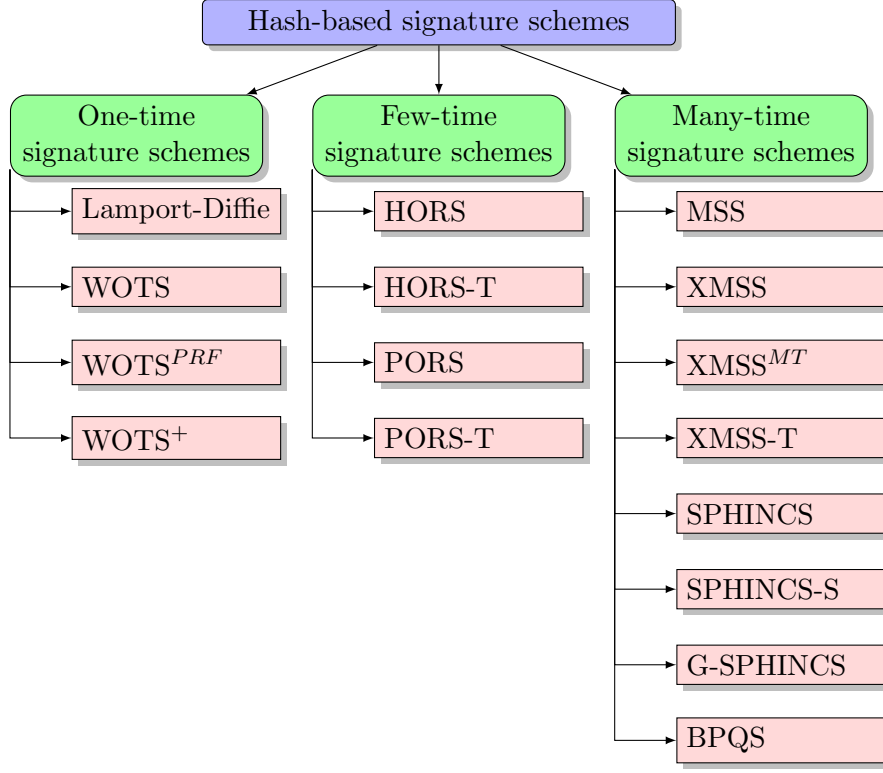 Hash-based signature schemes
One-time
signature schemes
Lamport-Diffie
WOTS
WOTS^{PRF}
WOTS^{+}
Few-time
signature schemes
HORS
HORS-T
PORS
PORS-T
Many-time
signature schemes
MSS
XMSS
XMSS^{MT}
XMSS-T
SPHINCS
SPHINCS-S
G-SPHINCS
BPQS